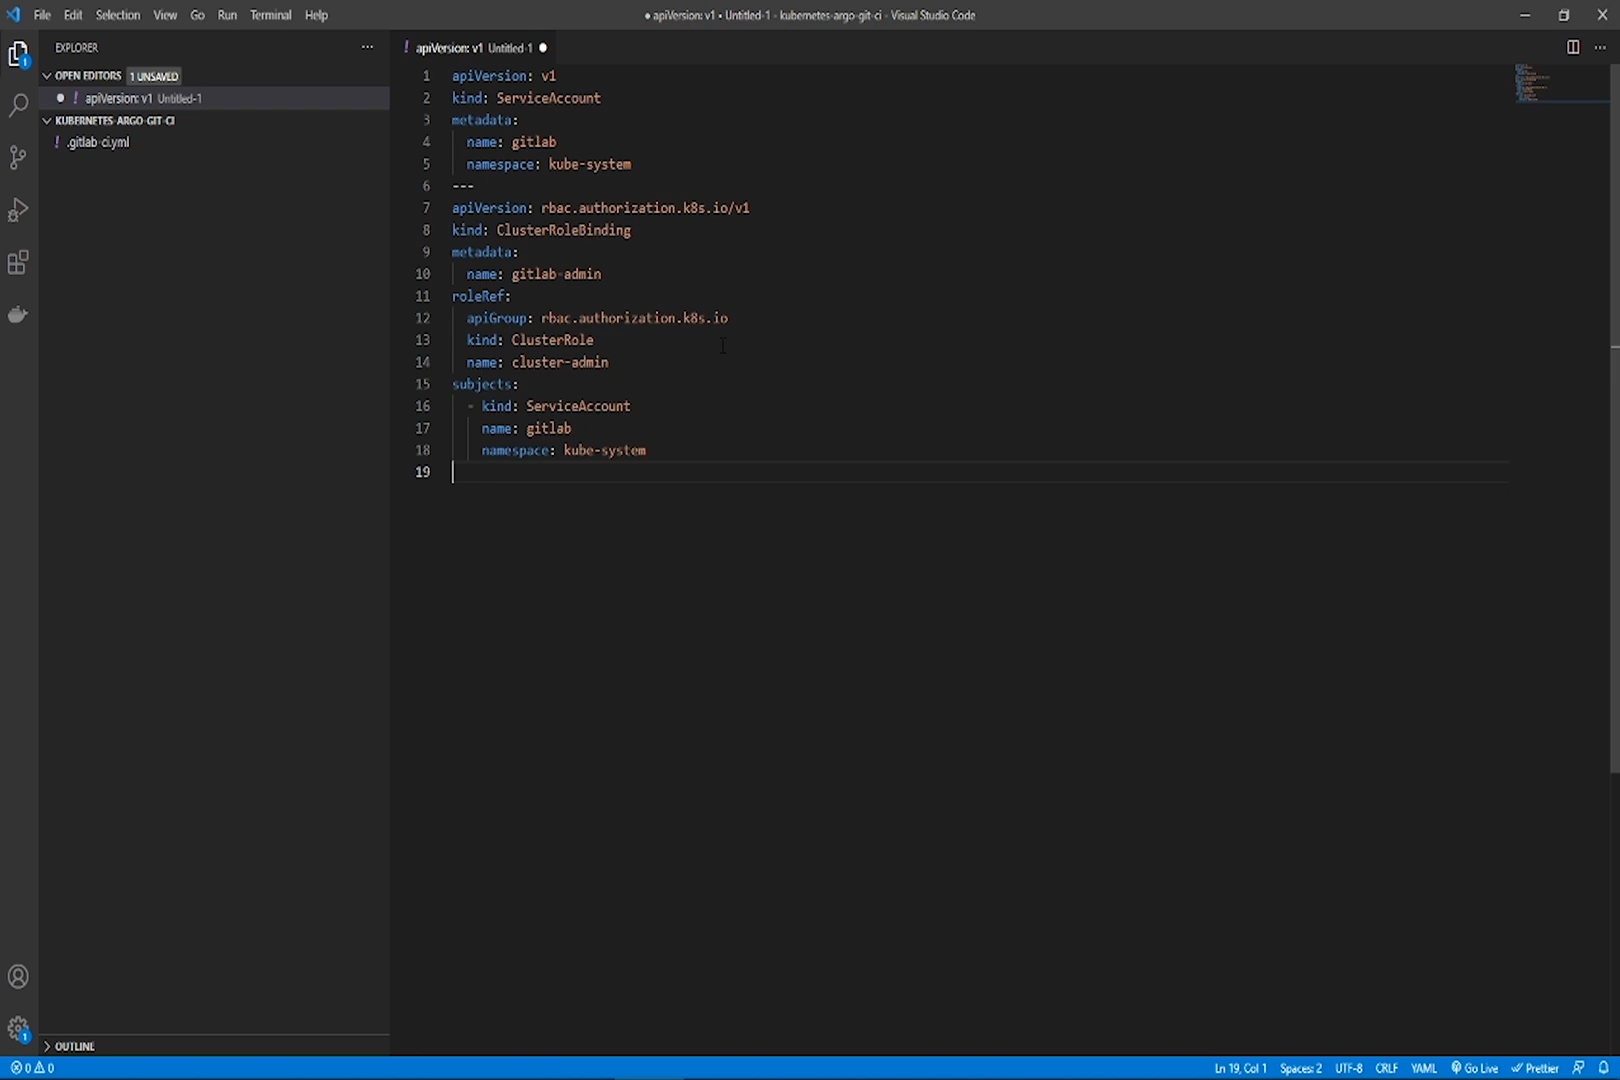 File Edit Selection View Go Run Terminal Help
● apiVersion: v1 • Untitled-1 - kubernetes-argo-git-ci - Visual Studio Code
EXPLORER
OPEN EDITORS 1 UNSAVED
! apiVersion: v1 Untitled-1
KUBERNETES-ARGO-GIT-CI
! .gitlab-ci.yml
OUTLINE
! apiVersion: v1 Untitled-1 ●
1 apiVersion: v1
2 kind: ServiceAccount
3 metadata:
4 name: gitlab
5 namespace: kube-system
6 ---
7 apiVersion: rbac.authorization.k8s.io/v1
8 kind: ClusterRoleBinding
9 metadata:
10 name: gitlab-admin
11 roleRef:
12 apiGroup: rbac.authorization.k8s.io
13 kind: ClusterRole
14 name: cluster-admin
15 subjects:
16 - kind: ServiceAccount
17 name: gitlab
18 namespace: kube-system
19
1
1
0 0 Ln 19, Col 1 Spaces: 2 UTF-8 CRLF YAML Go Live Prettier